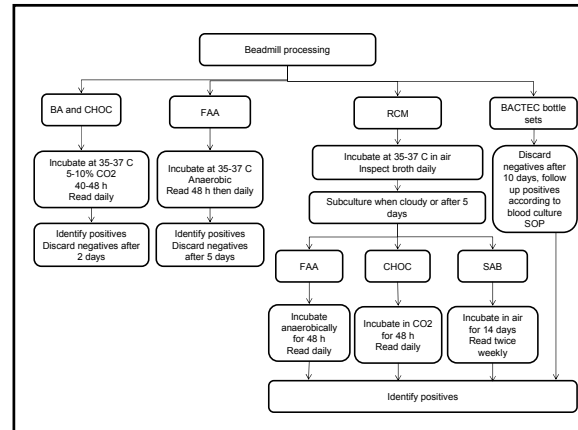 Beadmill processing
BA and CHOC
FAA
RCM
BACTEC bottle
sets
Incubate at 35-37 C
5-10% CO2
40-48 h
Read daily
Incubate at 35-37 C
Anaerobic
Read 48 h then daily
Incubate at 35-37 C in air
Inspect broth daily
Discard
negatives after
10 days, follow
up positives
according to
blood culture
SOP
Subculture when cloudy or after 5
days
Identify positives
Discard negatives after
2 days
Identify positives
Discard negatives
after 5 days
FAA
CHOC
SAB
Incubate
anaerobically
for 48 h
Read daily
Incubate in CO2
for 48 h
Read daily
Incubate in air
for 14 days
Read twice
weekly
Identify positives